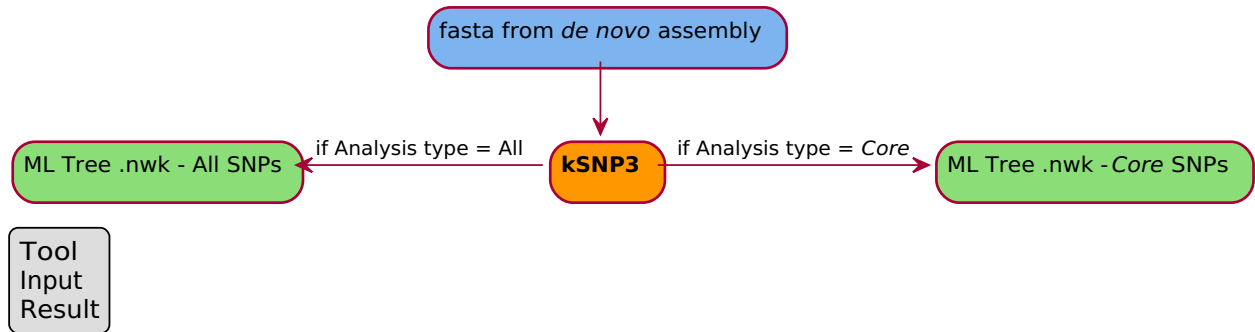 fasta from de novo assembly
if Analysis type = All
if Analysis type = Core
ML Tree .nwk - All SNPs
kSNP3
ML Tree .nwk -Core SNPs
Tool
Input
Result